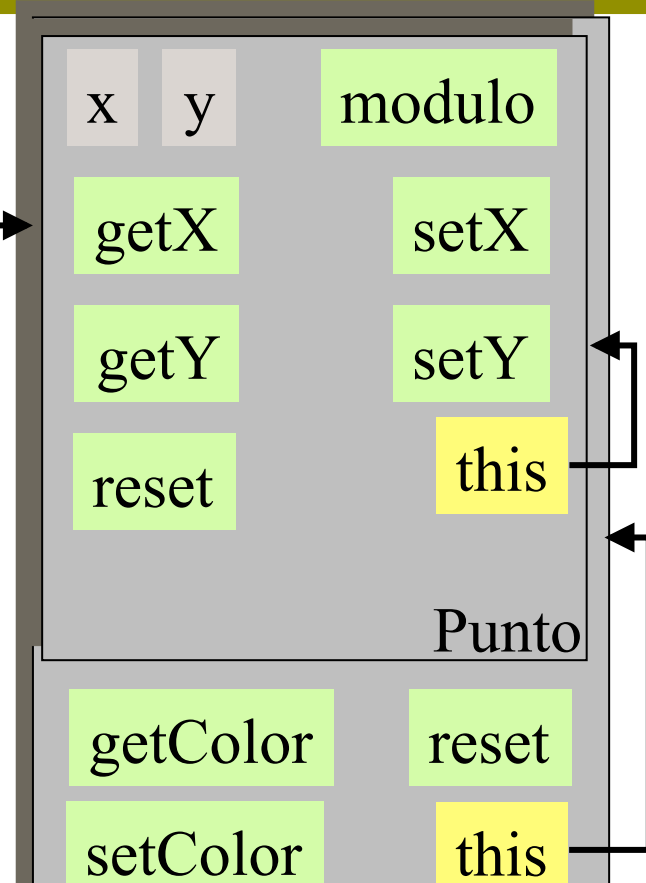 x y modulo
getX setX
getY setY
reset this
Punto
getColor reset
setColor this